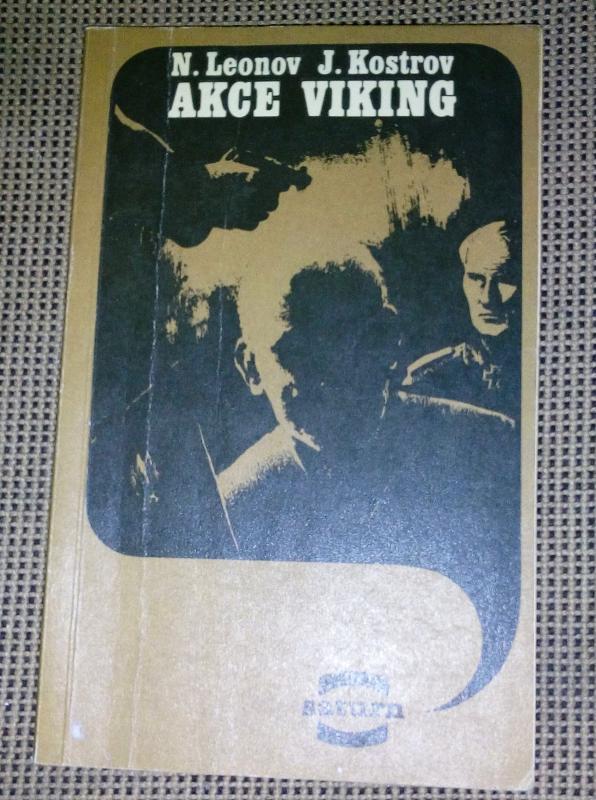 N. Leonov J. Kostrov
AKCE VIKING
saturn